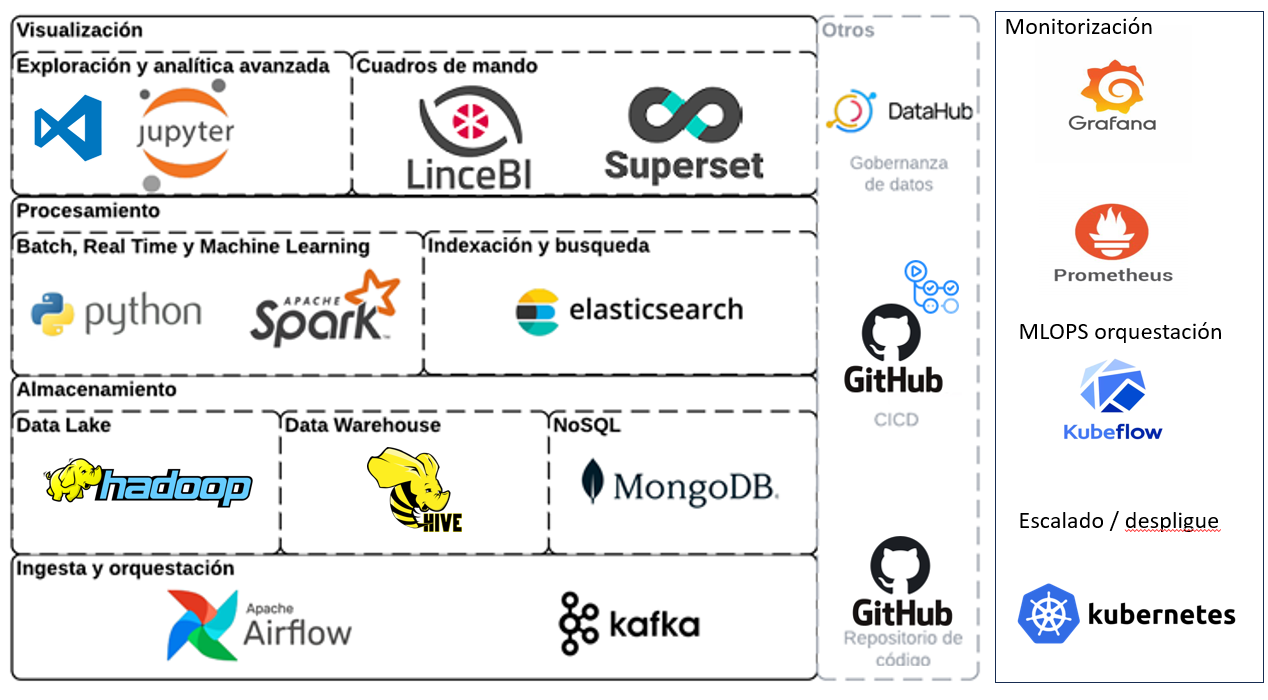 Visualización
Exploración y analítica avanzada
jupyter
Cuadros de mando
LinceBI
Superset
Procesamiento
Batch, Real Time y Machine Learning
python
APACHE
Spark
Indexación y busqueda
elasticsearch
Almacenamiento
Data Lake
hadoop
Data Warehouse
HIVE
NoSQL
MongoDB
Ingesta y orquestación
Apache
Airflow
kafka
Otros
DataHub
Gobernanza
de datos
GitHub
CICD
GitHub
Repositorio de
código
Monitorización
Grafana
Prometheus
MLOPS orquestación
Kubeflow
Escalado / despligue
kubernetes